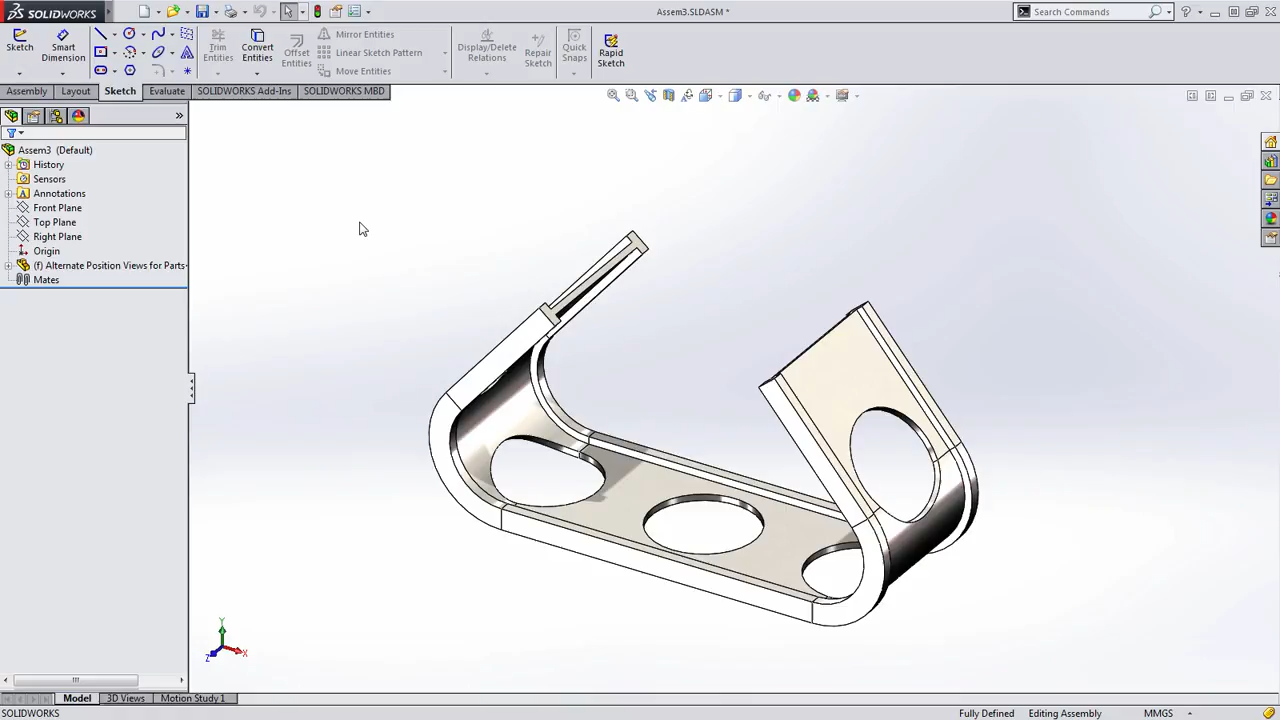 SOLIDWORKS
Assem3.SLDASM *
Search Commands
Sketch
Smart Dimension
Trim Entities
Convert Entities
Offset Entities
Mirror Entities
Linear Sketch Pattern
Move Entities
Display/Delete Relations
Repair Sketch
Quick Snaps
Rapid Sketch
Assembly
Layout
Sketch
Evaluate
SOLIDWORKS Add-Ins
SOLIDWORKS MBD
Assem3 (Default)
History
Sensors
Annotations
Front Plane
Top Plane
Right Plane
Origin
(f) Alternate Position Views for Parts
Mates
Y
X
Z
Model
3D Views
Motion Study 1
SOLIDWORKS
Fully Defined
Editing Assembly
MMGS